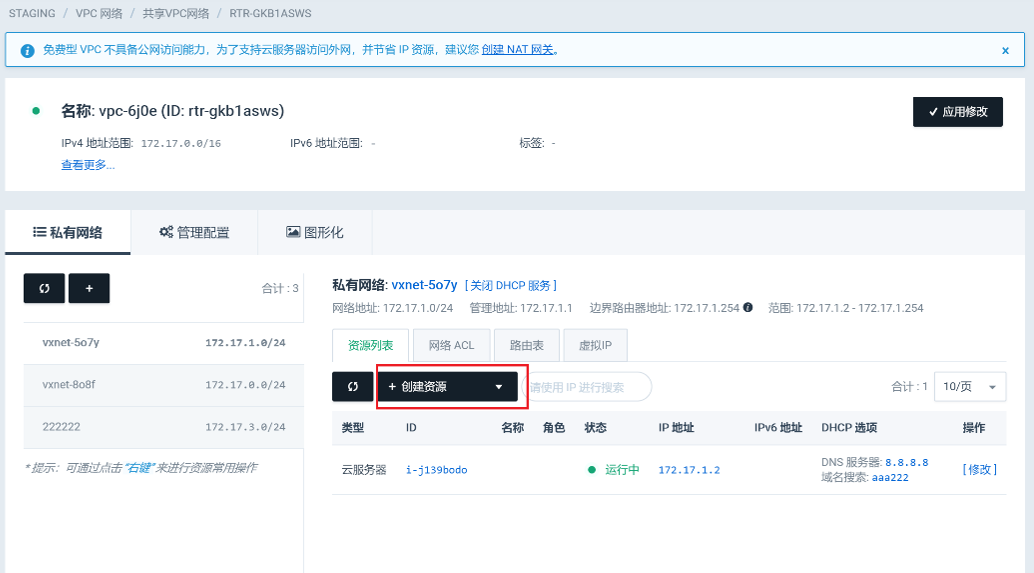 STAGING / VPC 网络 / 共享VPC网络 / RTR-GKB1ASWS
免费型 VPC 不具备公网访问能力，为了支持云服务器访问外网，并节省 IP 资源，建议您 创建 NAT 网关。 ×
名称: vpc-6j0e (ID: rtr-gkb1asws)
应用修改
IPv4 地址范围: 172.17.0.0/16 IPv6 地址范围: - 标签: -
查看更多...
私有网络 管理配置 图形化
+ 合计 : 3
vxnet-5o7y 172.17.1.0/24
vxnet-8o8f 172.17.0.0/24
222222 172.17.3.0/24
*提示: 可通过点击“右键”来进行资源常用操作
私有网络: vxnet-5o7y [ 关闭 DHCP 服务 ]
网络地址: 172.17.1.0/24 管理地址: 172.17.1.1 边界路由器地址: 172.17.1.254 范围: 172.17.1.2 - 172.17.1.254
资源列表 网络 ACL 路由表 虚拟IP
+ 创建资源 请使用 IP 进行搜索 合计 : 1 10/页
类型 ID 名称 角色 状态 IP 地址 IPv6 地址 DHCP 选项 操作
云服务器 i-j139bodo 运行中 172.17.1.2 DNS 服务器: 8.8.8.8 [ 修改 ]
域名搜索: aaa222